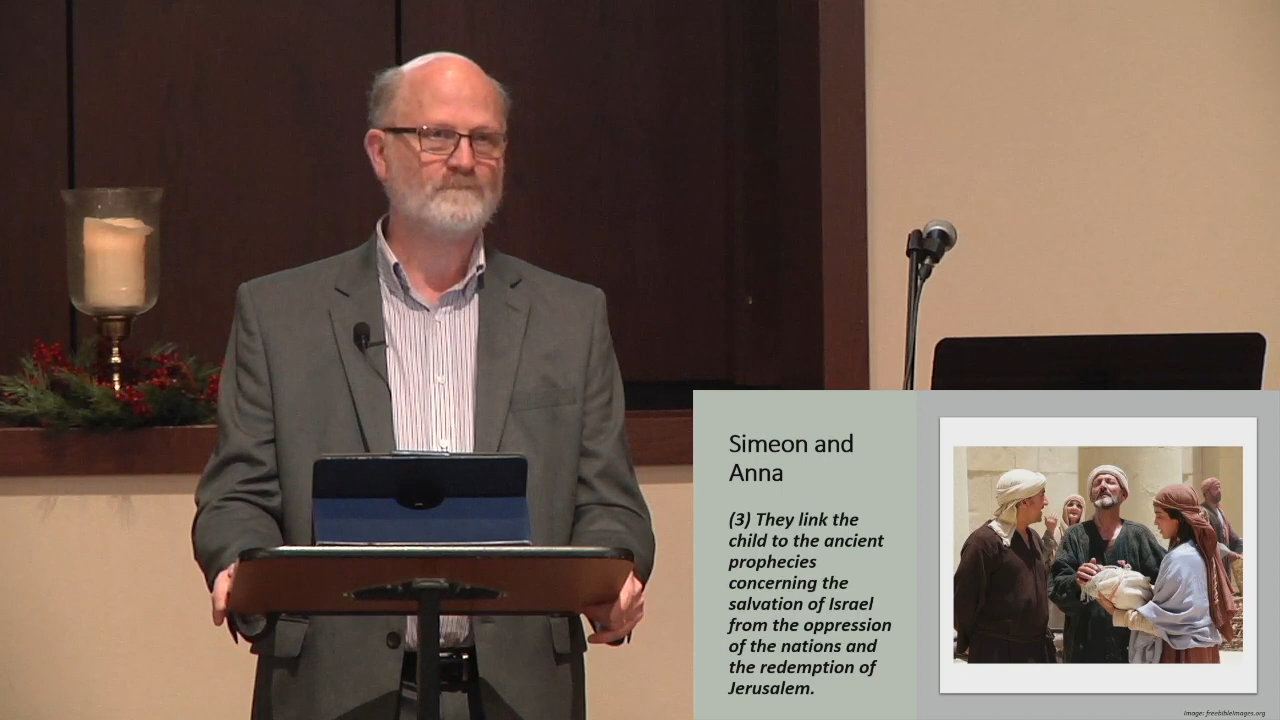 Simeon and
Anna
(3) They link the
child to the ancient
prophecies
concerning the
salvation of Israel
from the oppression
of the nations and
the redemption of
Jerusalem.
Image: freebibleimages.org